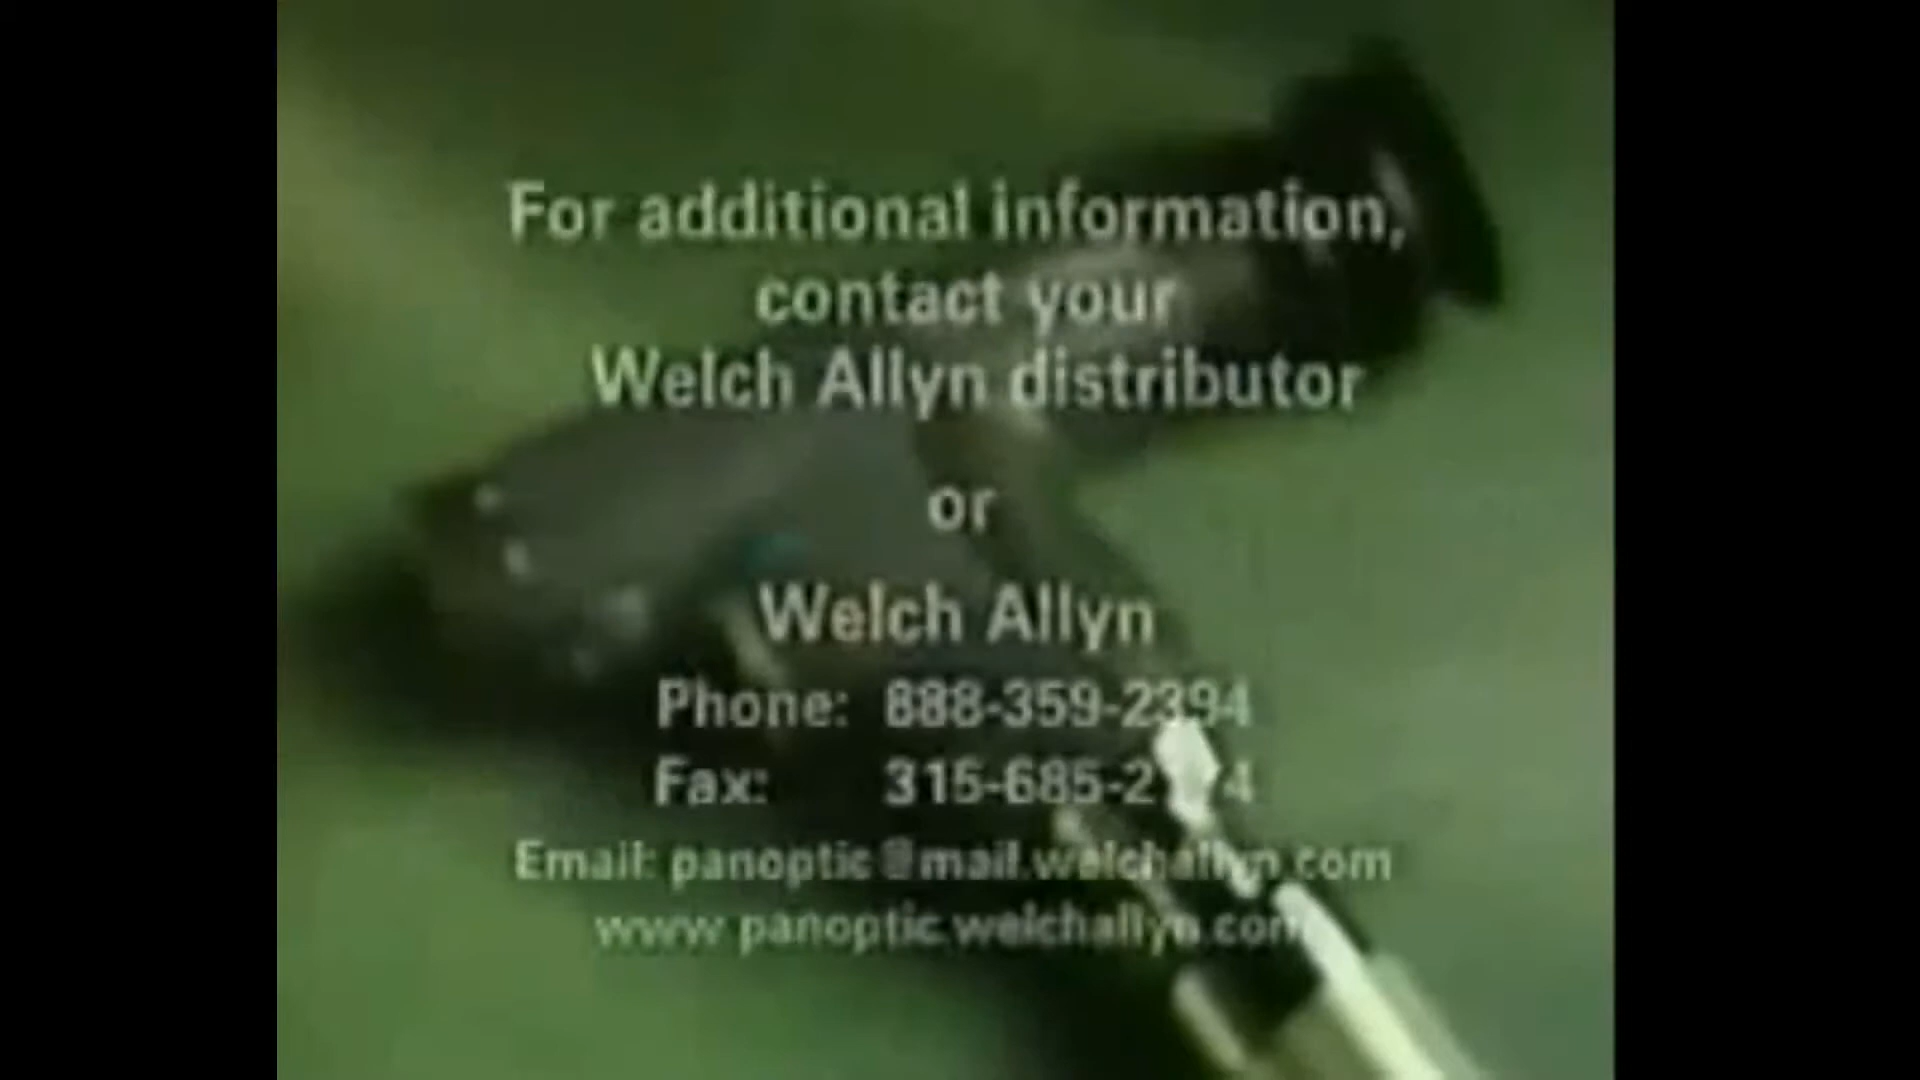 For additional information,
contact your
Welch Allyn distributor
or
Welch Allyn
Phone: 888-359-2394
Fax:
Email: panoptic@mail.welchallyn.com
www.panoptic.welchallyn.com